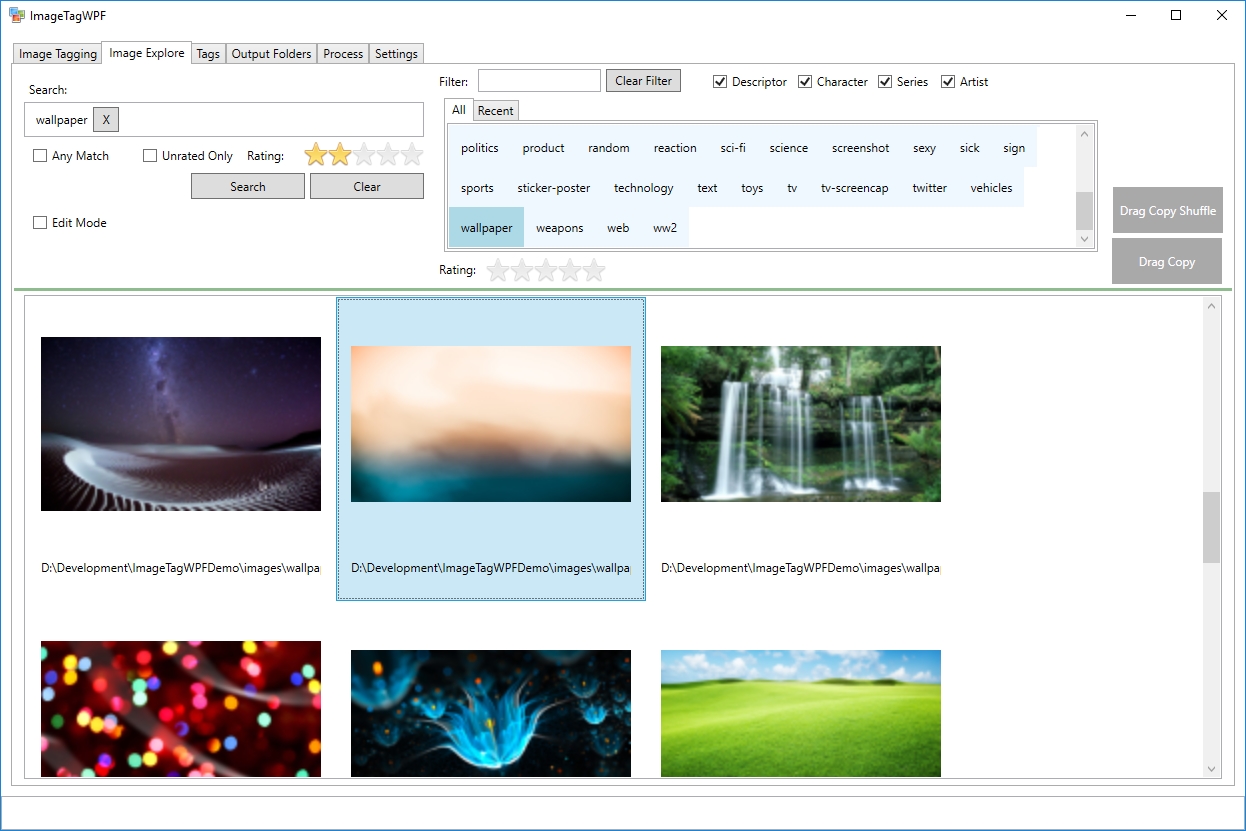 ImageTagWPF
Image Tagging Image Explore Tags Output Folders Process Settings
Search:
wallpaper X
Any Match Unrated Only Rating:
Search Clear
Edit Mode
Filter: Clear Filter Descriptor Character Series Artist
All Recent
politics product random reaction sci-fi science screenshot sexy sick sign
sports sticker-poster technology text toys tv tv-screencap twitter vehicles
wallpaper weapons web ww2
Rating:
Drag Copy Shuffle
Drag Copy
D:\Development\ImageTagWPFDemo\images\wallpa D:\Development\ImageTagWPFDemo\images\wallpa D:\Development\ImageTagWPFDemo\images\wallpa